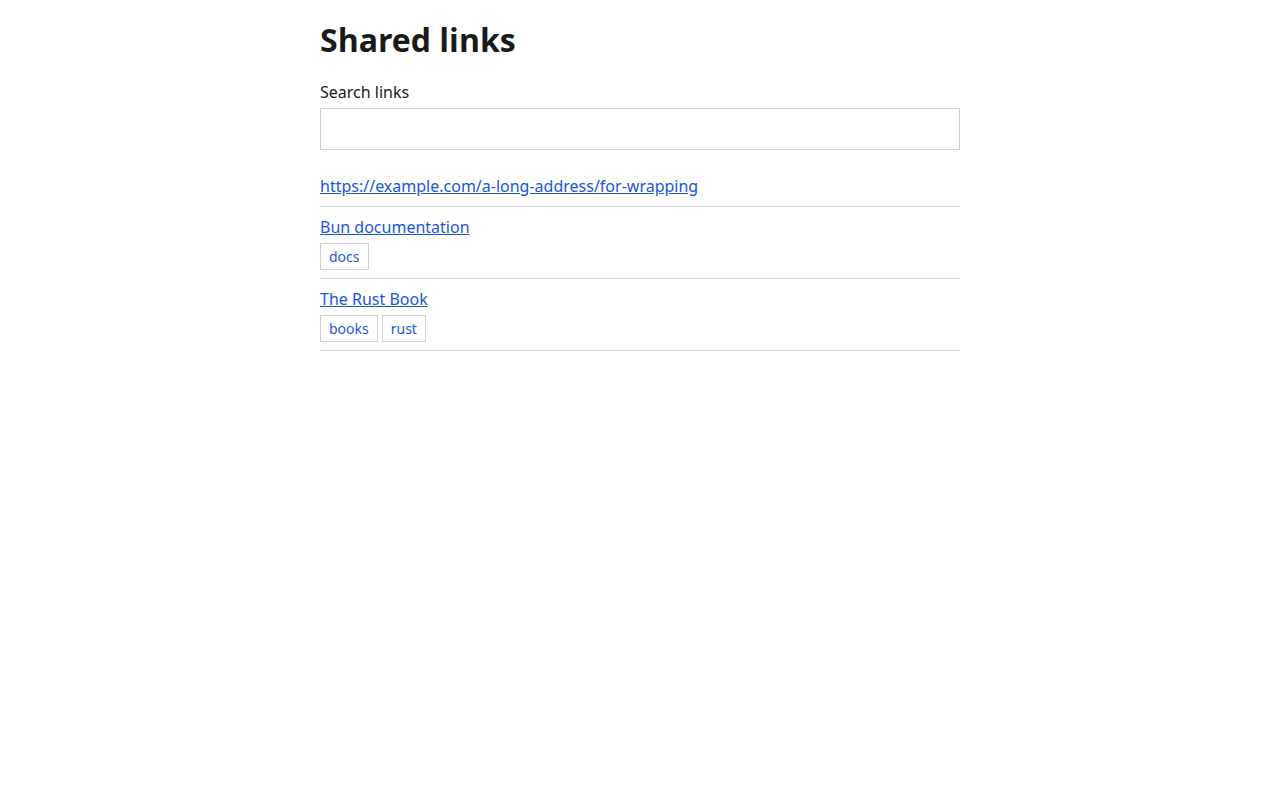 Shared links
Search links
https://example.com/a-long-address/for-wrapping
Bun documentation
docs
The Rust Book
books rust